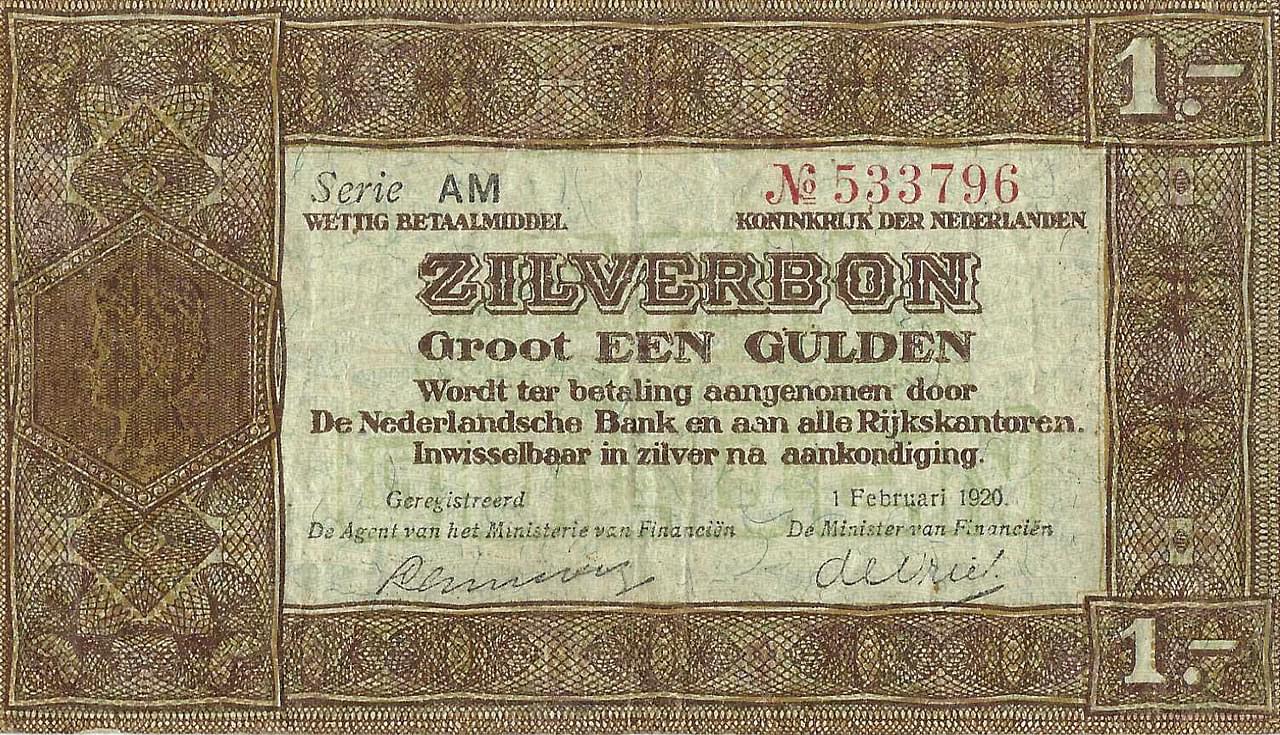 1.-
Serie AM
№ 533796
WETTIG BETAALMIDDEL
KONINKRIJK DER NEDERLANDEN
ZILVERBON
Groot EEN GULDEN
Wordt ter betaling aangenomen door
De Nederlandsche Bank en aan alle Rijkskantoren.
Inwisselbaar in zilver na aankondiging.
Geregistreerd
1 Februari 1920.
De Agent van het Ministerie van Financiën
De Minister van Financiën
de Vries
1.-